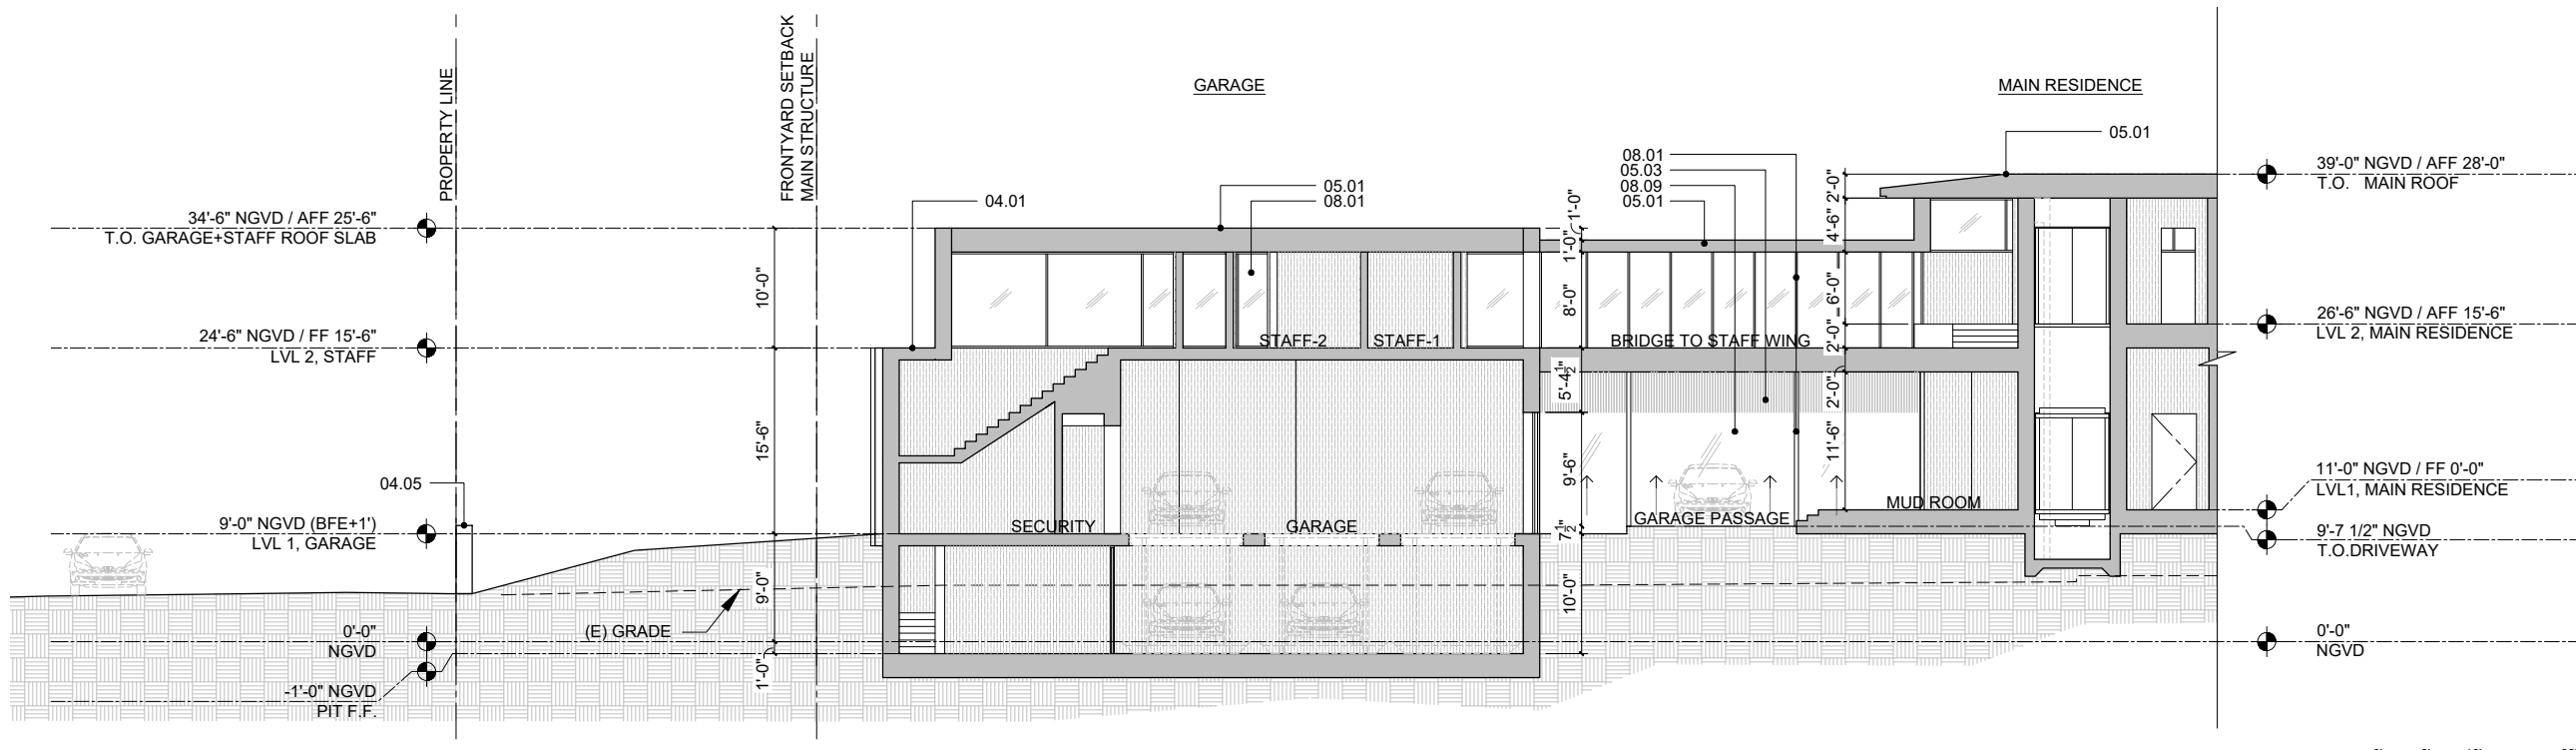 PROPERTY LINE
FRONTYARD SETBACK
MAIN STRUCTURE
GARAGE
MAIN RESIDENCE
05.01
08.01
05.03
08.09
05.01
05.01
08.01
04.01
04.05
34'-6" NGVD / AFF 25'-6"
T.O. GARAGE+STAFF ROOF SLAB
24'-6" NGVD / FF 15'-6"
LVL 2, STAFF
9'-0" NGVD (BFE+1')
LVL 1, GARAGE
0'-0"
NGVD
-1'-0" NGVD
PIT F.F.
10'-0"
15'-6"
9'-0"
1'-0"
(E) GRADE
STAFF-2
STAFF-1
BRIDGE TO STAFF WING
SECURITY
GARAGE
GARAGE PASSAGE
MUD ROOM
1'-0"
1'-0"
8'-0"
5'-4½"
9'-6"
7½"
10'-0"
2'-0"
4'-6"
6'-0"
2'-0"
2'-0"
11'-6"
39'-0" NGVD / AFF 28'-0"
T.O. MAIN ROOF
26'-6" NGVD / AFF 15'-6"
LVL 2, MAIN RESIDENCE
11'-0" NGVD / FF 0'-0"
LVL1, MAIN RESIDENCE
9'-7 1/2" NGVD
T.O.DRIVEWAY
0'-0"
NGVD